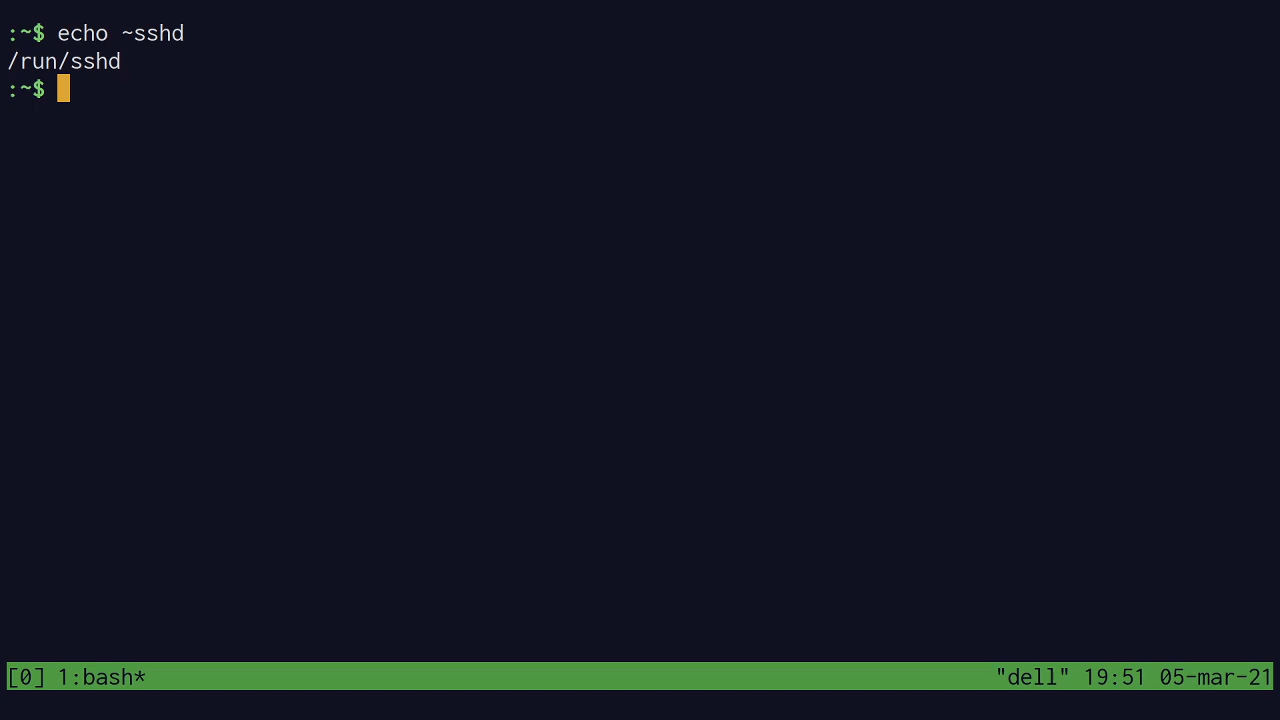 :~$ echo ~sshd
/run/sshd
:~$
[0] 1:bash* "dell" 19:51 05-mar-21